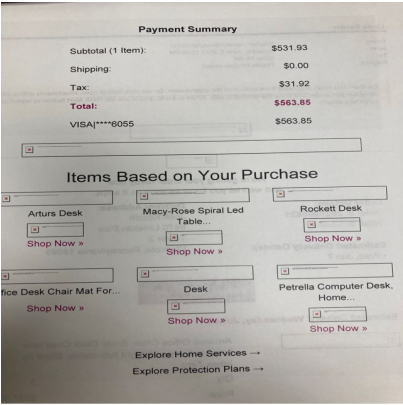 Payment Summary
Subtotal (1 Item): $531.93
Shipping: $0.00
Tax: $31.92
Total: $563.85
VISA|****6055 $563.85
Items Based on Your Purchase
Arturs Desk
Shop Now »
Macy-Rose Spiral Led
Table...
Shop Now »
Rockett Desk
Shop Now »
fice Desk Chair Mat For...
Shop Now »
Desk
Shop Now »
Petrella Computer Desk,
Home...
Shop Now »
Explore Home Services →
Explore Protection Plans →